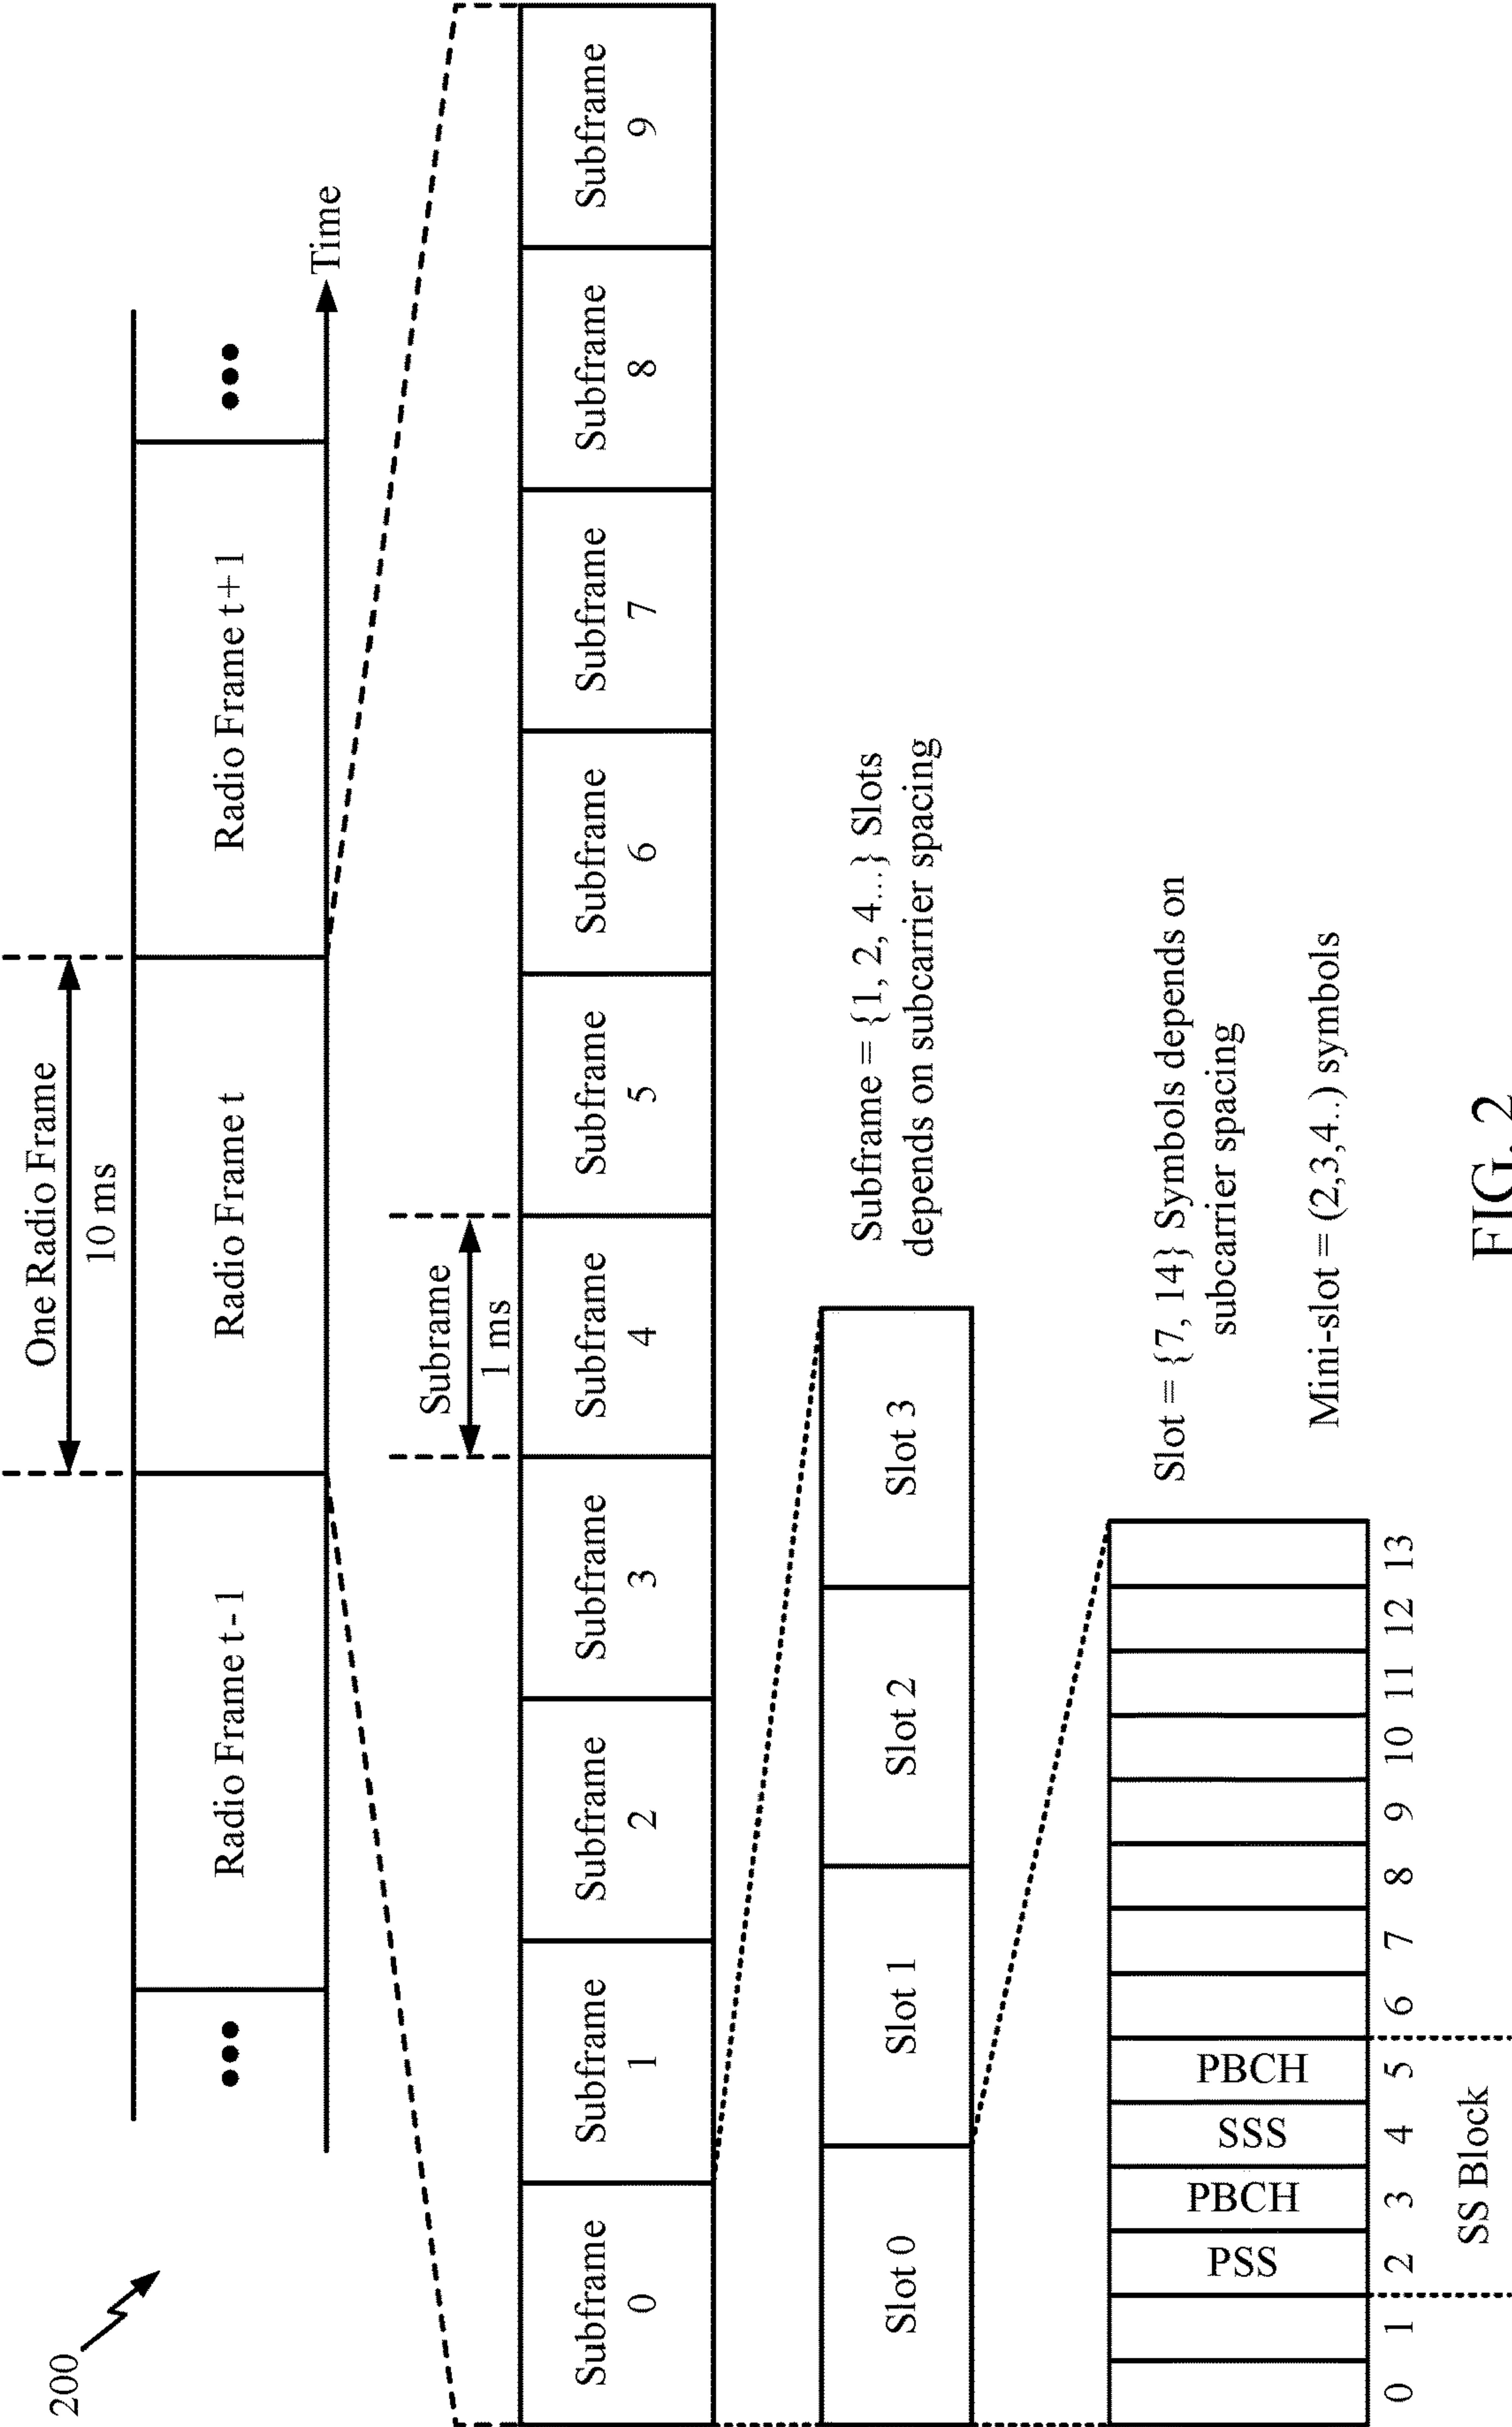 200
One Radio Frame
10 ms
••• Radio Frame t-1 Radio Frame t Radio Frame t+1 •••
Time
Subrame
1 ms
Subframe 0
Subframe 1
Subframe 2
Subframe 3
Subframe 4
Subframe 5
Subframe 6
Subframe 7
Subframe 8
Subframe 9
Slot 0 Slot 1 Slot 2 Slot 3
Subframe = {1, 2, 4...} Slots
depends on subcarrier spacing
PSS PBCH SSS PBCH
0 1 2 3 4 5 6 7 8 9 10 11 12 13
SS Block
Slot = {7, 14} Symbols depends on
subcarrier spacing
Mini-slot = (2,3,4..) symbols
FIG. 2